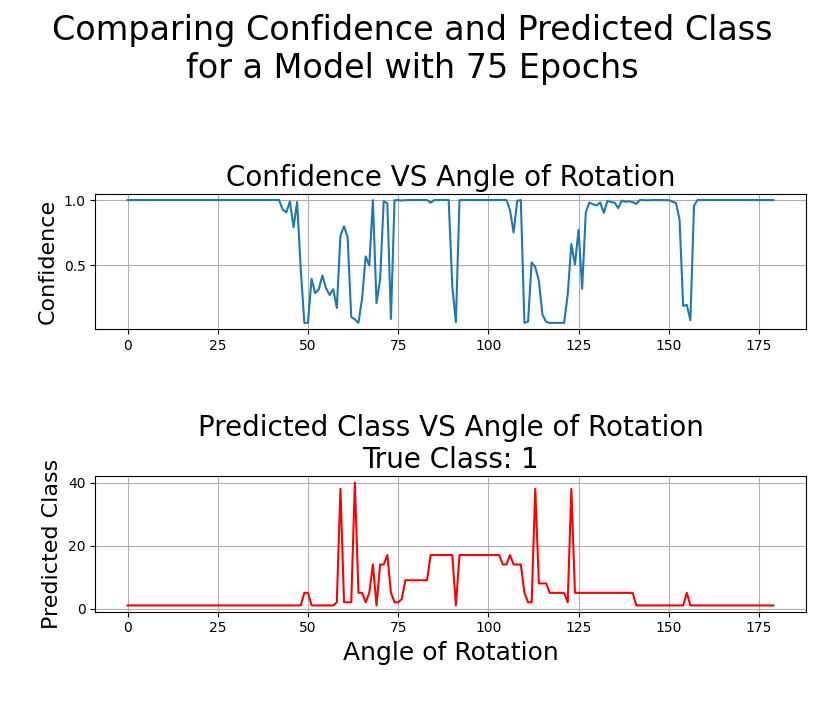 Comparing Confidence and Predicted Class
for a Model with 75 Epochs
Confidence VS Angle of Rotation
Confidence
1.0
0.5
0 25 50 75 100 125 150 175
Predicted Class VS Angle of Rotation
True Class: 1
Predicted Class
40
20
0
0 25 50 75 100 125 150 175
Angle of Rotation